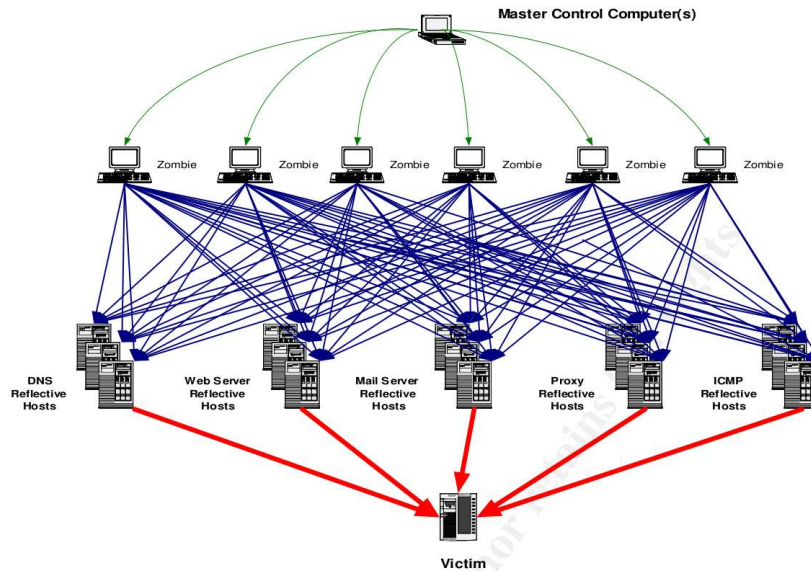 Master Control Computer(s)
Zombie Zombie Zombie Zombie Zombie Zombie
DNS
Reflective
Hosts
Web Server
Reflective
Hosts
Mail Server
Reflective
Hosts
Proxy
Reflective
Hosts
ICMP
Reflective
Hosts
Victim